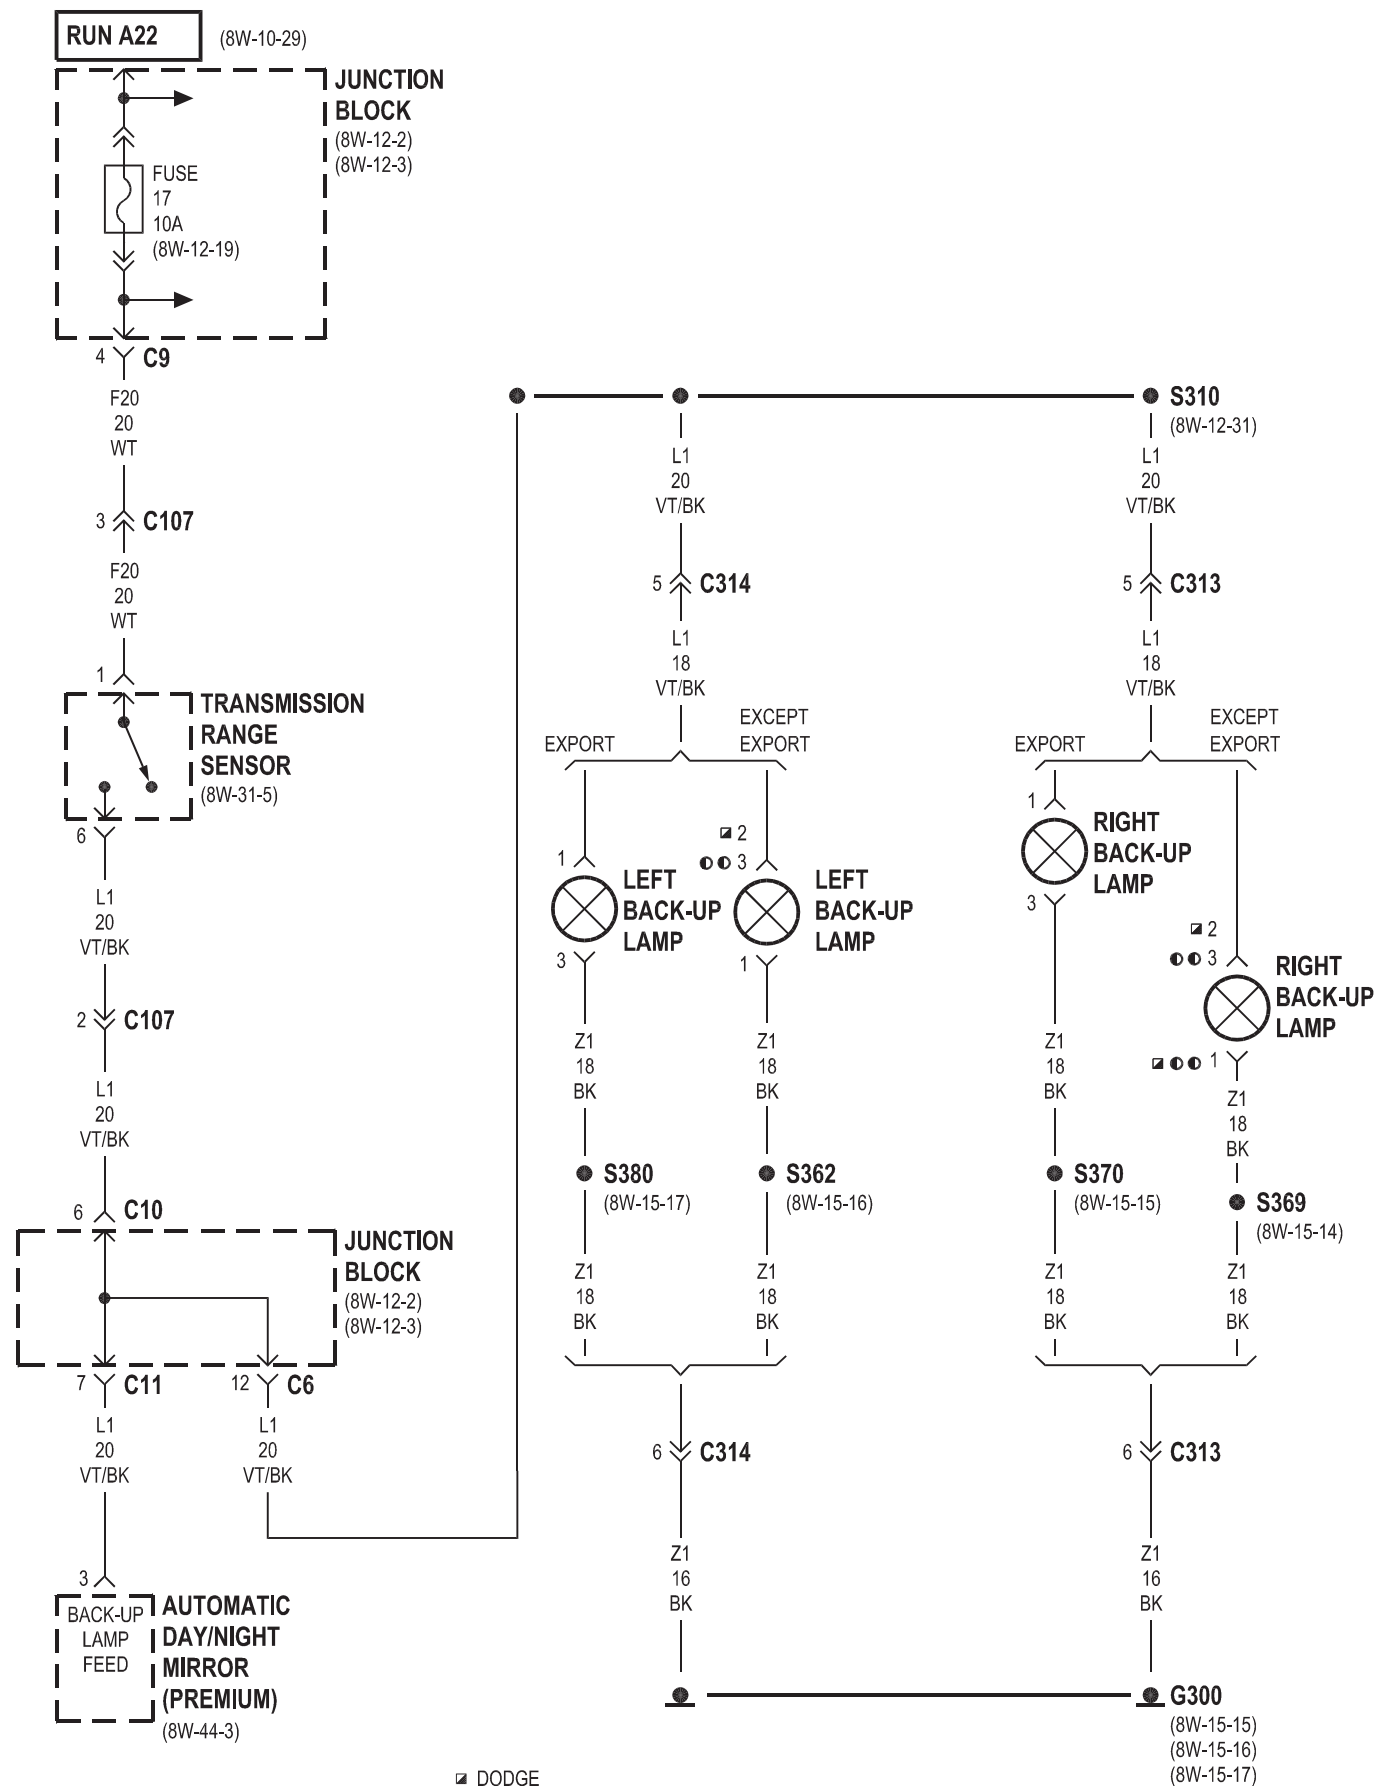 RUN A22
(8W-10-29)
JUNCTION
BLOCK
(8W-12-2)
(8W-12-3)
FUSE
17
10A
(8W-12-19)
4
C9
F20
20
WT
3
C107
F20
20
WT
1
TRANSMISSION
RANGE
SENSOR
(8W-31-5)
6
L1
20
VT/BK
2
C107
L1
20
VT/BK
6
C10
JUNCTION
BLOCK
(8W-12-2)
(8W-12-3)
7
C11
12
C6
L1
20
VT/BK
L1
20
VT/BK
3
BACK-UP
LAMP
FEED
AUTOMATIC
DAY/NIGHT
MIRROR
(PREMIUM)
(8W-44-3)
S310
(8W-12-31)
L1
20
VT/BK
5
C314
L1
18
VT/BK
EXPORT
EXCEPT
EXPORT
1
LEFT
BACK-UP
LAMP
3
2
3
LEFT
BACK-UP
LAMP
1
Z1
18
BK
Z1
18
BK
S380
(8W-15-17)
S362
(8W-15-16)
Z1
18
BK
Z1
18
BK
6
C314
Z1
16
BK
L1
20
VT/BK
5
C313
L1
18
VT/BK
EXPORT
EXCEPT
EXPORT
1
RIGHT
BACK-UP
LAMP
3
2
3
RIGHT
BACK-UP
LAMP
1
Z1
18
BK
Z1
18
BK
S370
(8W-15-15)
S369
(8W-15-14)
Z1
18
BK
Z1
18
BK
6
C313
Z1
16
BK
G300
(8W-15-15)
(8W-15-16)
(8W-15-17)
DODGE